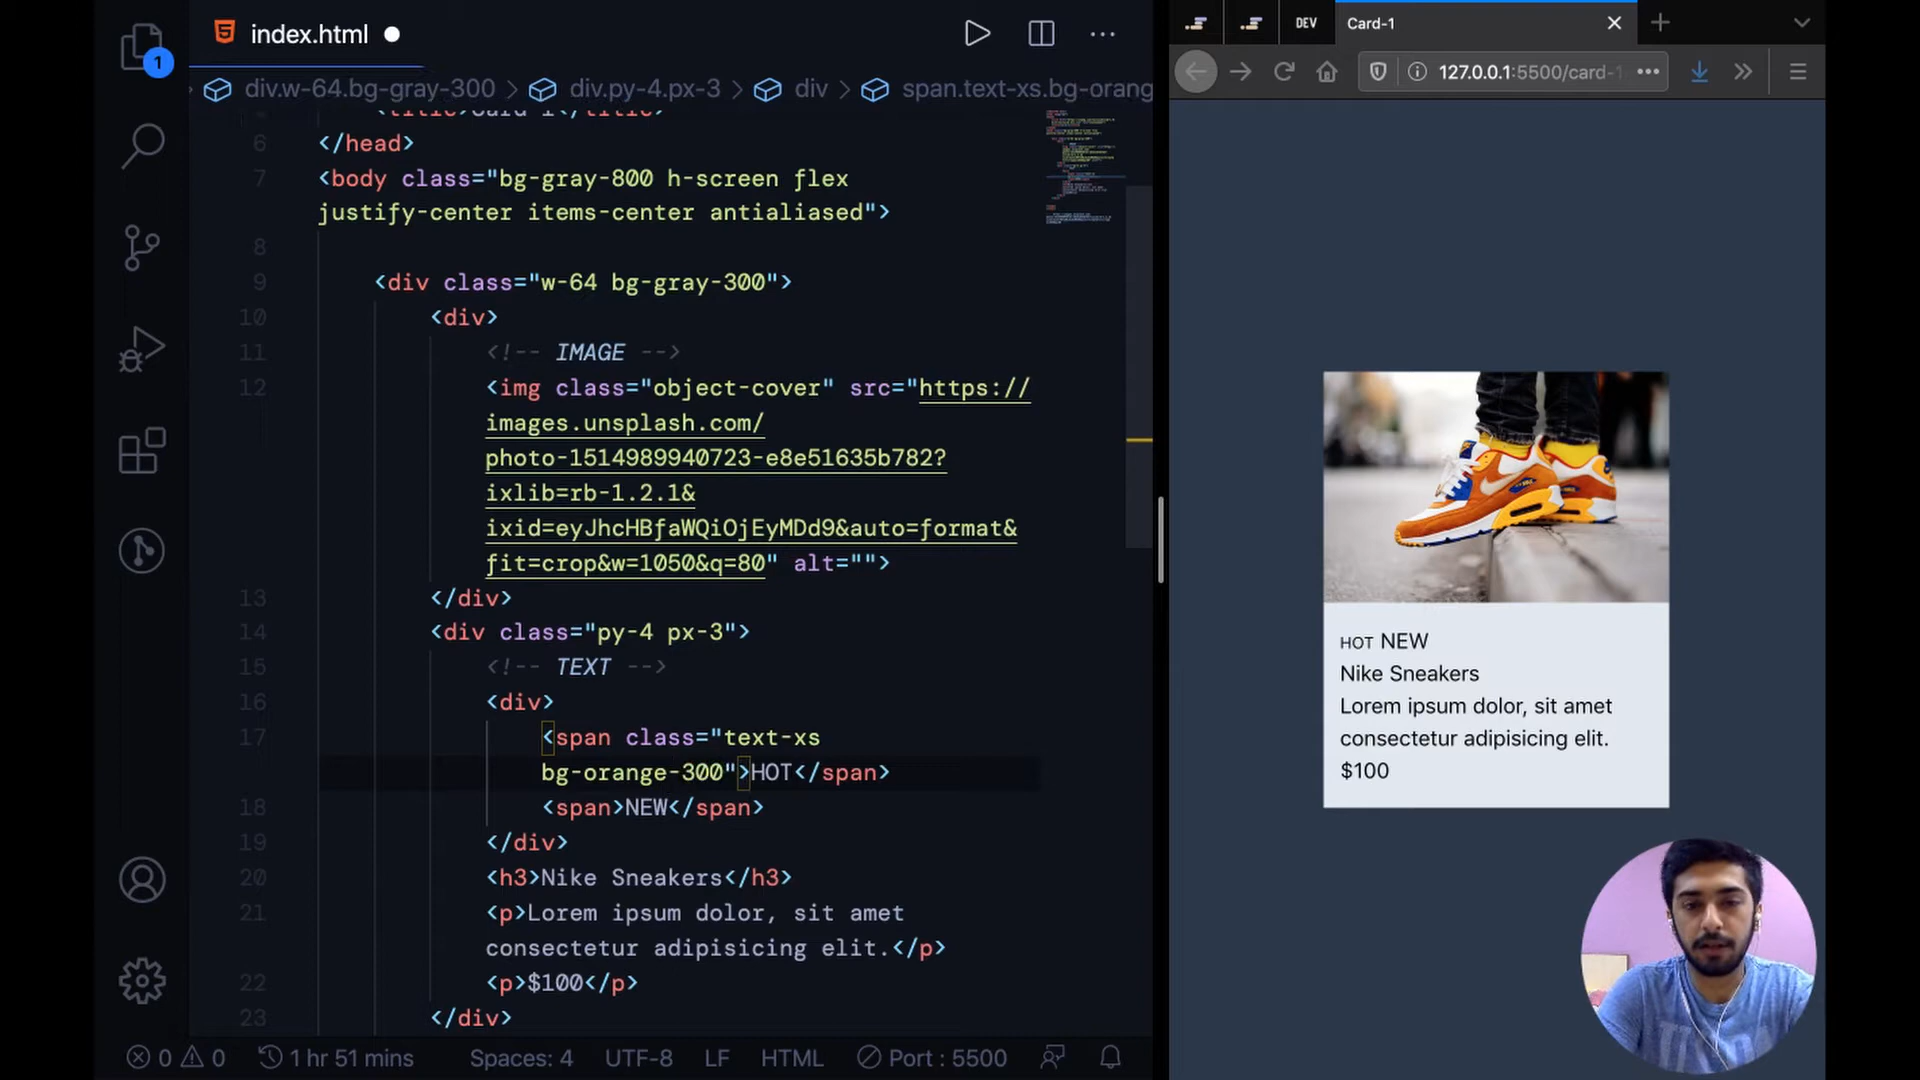 index.html
1
div.w-64.bg-gray-300 > div.py-4.px-3 > div > span.text-xs.bg-orang
6 </head>
7 <body class="bg-gray-800 h-screen flex
justify-center items-center antialiased">
8
9 <div class="w-64 bg-gray-300">
10 <div>
11 <!-- IMAGE -->
12 <img class="object-cover" src="https://
images.unsplash.com/
photo-1514989940723-e8e51635b782?
ixlib=rb-1.2.1&
ixid=eyJhcHBfaWQiOjEyMDd9&auto=format&
fit=crop&w=1050&q=80" alt="">
13 </div>
14 <div class="py-4 px-3">
15 <!-- TEXT -->
16 <div>
17 <span class="text-xs
bg-orange-300">HOT</span>
18 <span>NEW</span>
19 </div>
20 <h3>Nike Sneakers</h3>
21 <p>Lorem ipsum dolor, sit amet
consectetur adipisicing elit.</p>
22 <p>$100</p>
23 </div>
0 0 1 hr 51 mins Spaces: 4 UTF-8 LF HTML Port : 5500
DEV Card-1
127.0.0.1:5500/card-1
HOT NEW
Nike Sneakers
Lorem ipsum dolor, sit amet
consectetur adipisicing elit.
$100